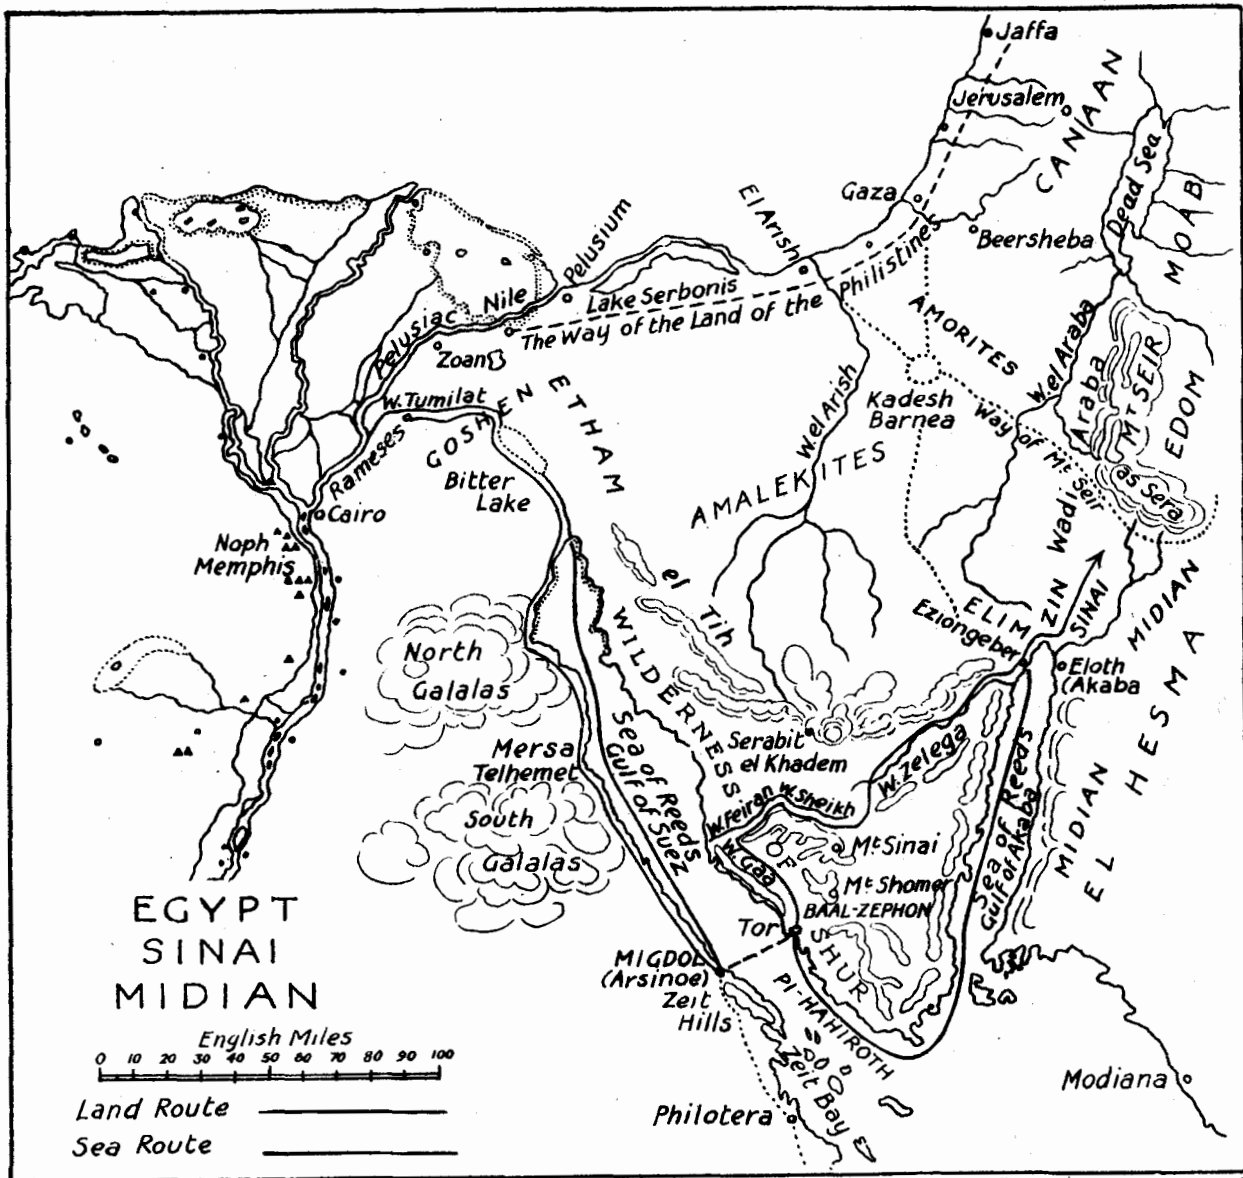 Jaffa
Jerusalem
CANAAN
Dead Sea
MOAB
Gaza
Beersheba
El Arish
Pelusium
Lake Serbonis
The Way of the Land of the Philistines
Pelusiac Nile
Zoan
W. Tumilat
Rameses
GOSHEN
ETHAM
Bitter
Lake
Cairo
Noph
Memphis
AMORITES
W. el Araba
Araba
Mt SEIR
EDOM
Kadesh
Barnea
Way of Mt Seir
as Sera
W. el Arish
AMALEKITES
el Tih
WILDERNESS
OF
SHUR
ELIM
Eziongeber
ZIN Wadi
SINAI
MIDIAN
Eloth
(Akaba
North
Galalas
Mersa
Telhemet
South
Galalas
Sea of Reeds
Gulf of Suez
Serabit
el Khadem
W. Zelega
W. Feiran
W. Sheikh
W. Gaa
Mt. Sinai
Mt Shomer
BAAL-ZEPHON
Tor
Sea of Reeds
Gulf of Akaba
MIDIAN
EL HESMA
MIGDOL
(Arsinoe)
Zeit
Hills
PI-HAHIROTH
Zeit Bay
Philotera
Modiana
EGYPT
SINAI
MIDIAN
English Miles
0 10 20 30 40 50 60 70 80 90 100
Land Route
Sea Route